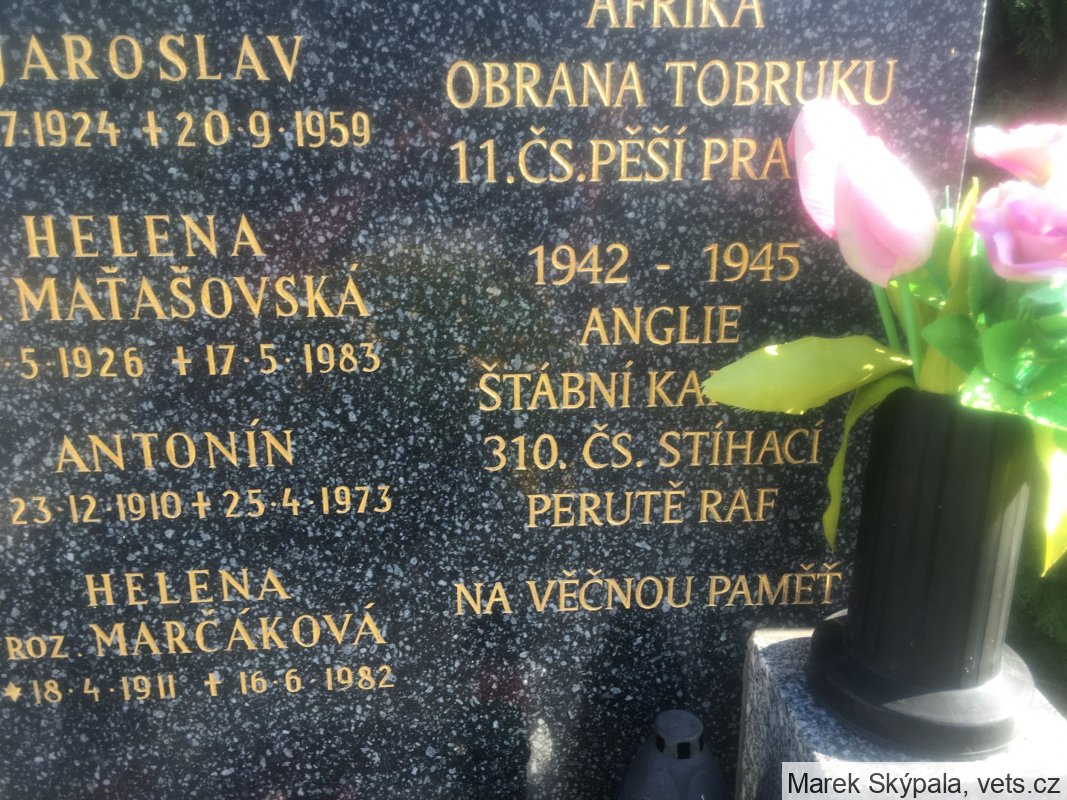 JAROSLAV
7·1924 + 20·9·1959
HELENA
MAŤAŠOVSKÁ
·5·1926 + 17·5·1983
ANTONÍN
23·12·1910 + 25·4·1973
HELENA
ROZ. MARČÁKOVÁ
*18·4·1911 + 16·6·1982
AFRIKA
OBRANA TOBRUKU
11.ČS.PĚŠÍ
1942 - 1945
ANGLIE
ŠTÁBNÍ
310. ČS. STÍHACÍ
PERUTĚ RAF
NA VĚČNOU PAMĚŤ
Marek Skýpala, vets.cz